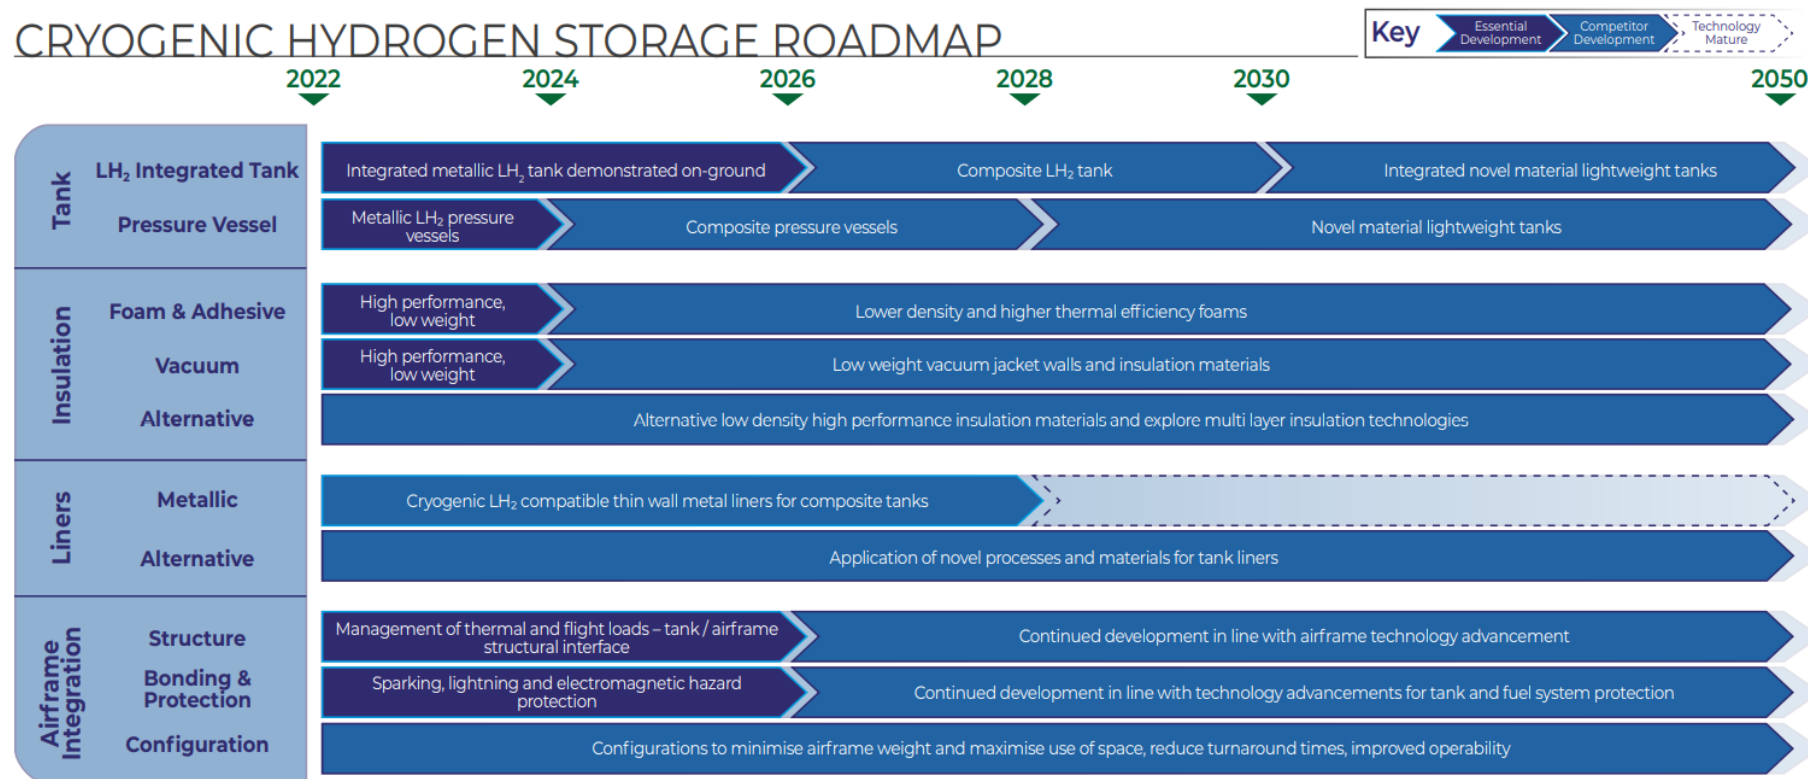 CRYOGENIC HYDROGEN STORAGE ROADMAP
Key
Essential
Development
Competitor
Development
Technology
Mature
2022
2024
2026
2028
2030
2050
Tank
LH₂ Integrated Tank
Integrated metallic LH₂ tank demonstrated on-ground
Composite LH₂ tank
Integrated novel material lightweight tanks
Pressure Vessel
Metallic LH₂ pressure
vessels
Composite pressure vessels
Novel material lightweight tanks
Insulation
Foam & Adhesive
High performance,
low weight
Lower density and higher thermal efficiency foams
Vacuum
High performance,
low weight
Low weight vacuum jacket walls and insulation materials
Alternative
Alternative low density high performance insulation materials and explore multi layer insulation technologies
Liners
Metallic
Cryogenic LH₂ compatible thin wall metal liners for composite tanks
Alternative
Application of novel processes and materials for tank liners
Airframe
Integration
Structure
Management of thermal and flight loads – tank / airframe
structural interface
Continued development in line with airframe technology advancement
Bonding &
Protection
Sparking, lightning and electromagnetic hazard
protection
Continued development in line with technology advancements for tank and fuel system protection
Configuration
Configurations to minimise airframe weight and maximise use of space, reduce turnaround times, improved operability